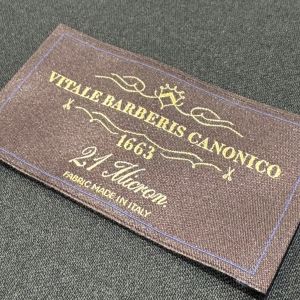 VITALE BARBERIS CANONICO
1663
21 Micron.
FABRIC MADE IN ITALY